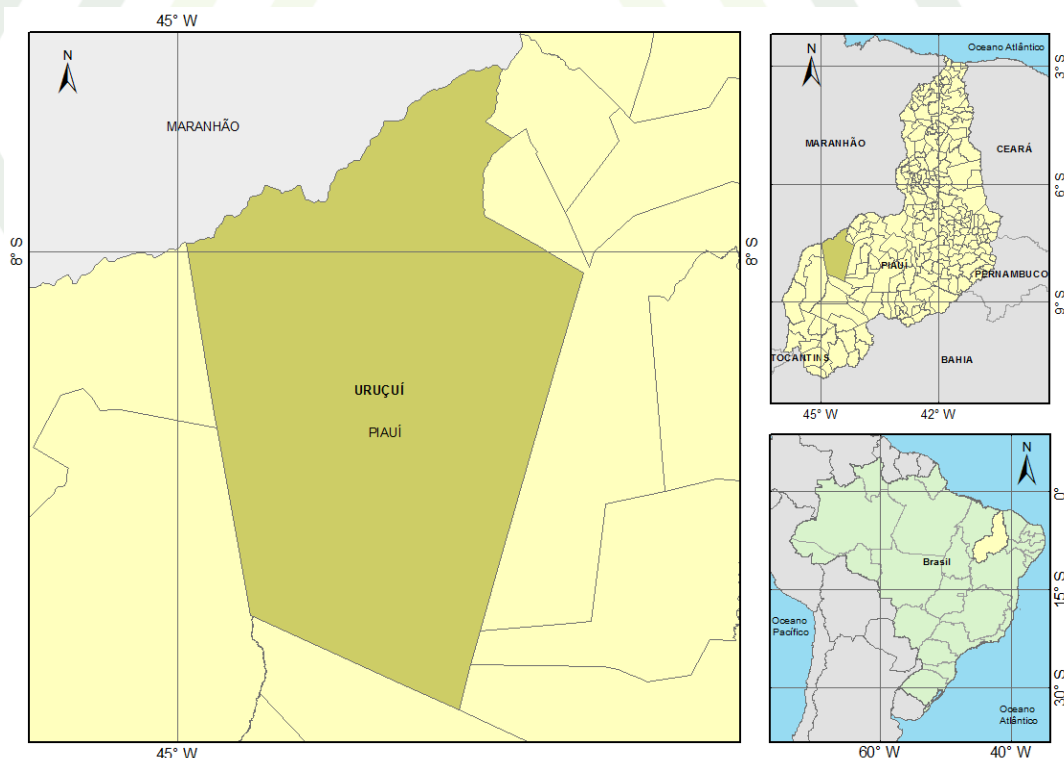 45° W
N
MARANHÃO
8° S
8° S
URUÇUÍ
PIAUÍ
45° W
N
Oceano Atlântico
MARANHÃO
CEARÁ
PIAUÍ
PERNAMBUCO
TOCANTINS
BAHIA
3° S
6° S
9° S
45° W
42° W
N
0°
Brasil
15° S
Oceano
Pacífico
30° S
Oceano
Atlântico
60° W
40° W